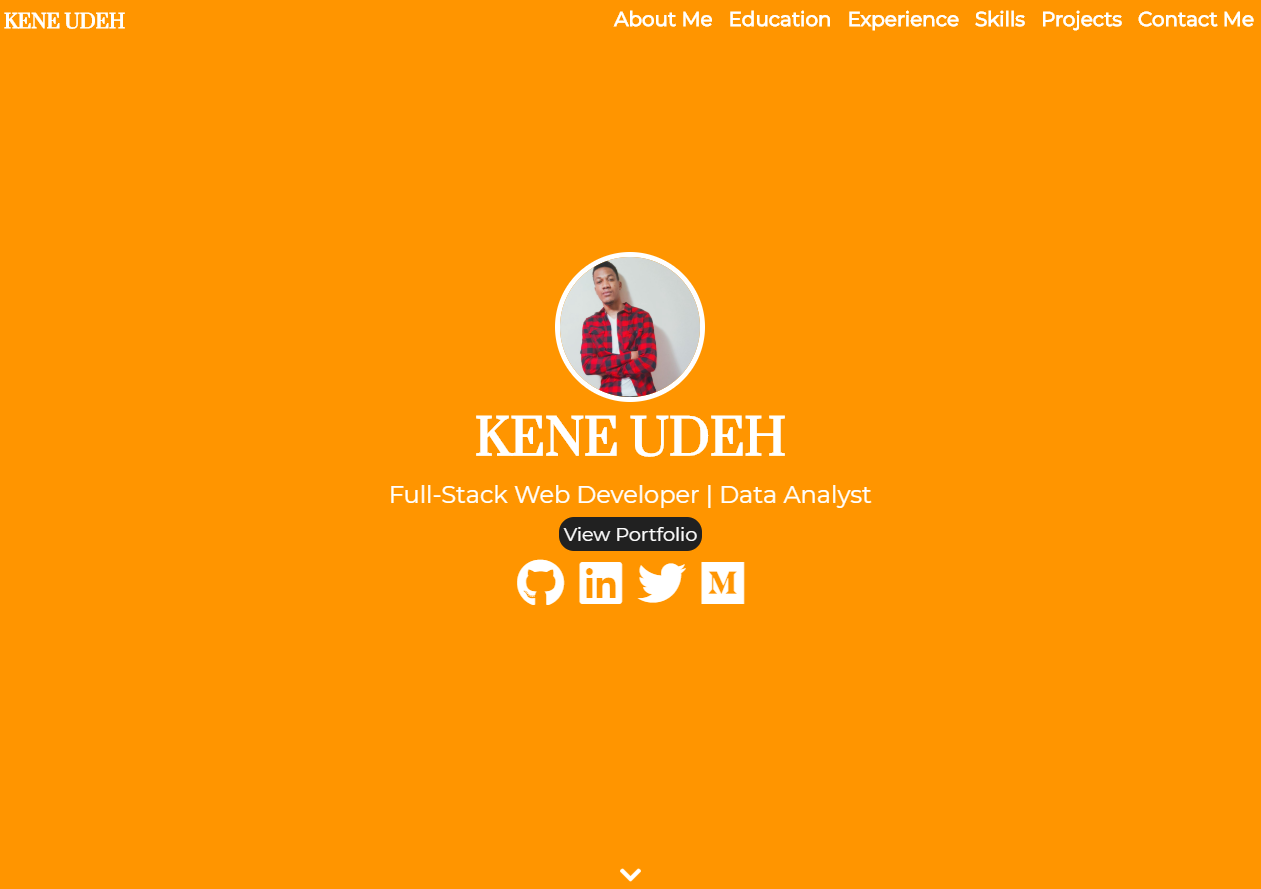 KENE UDEH
About Me Education Experience Skills Projects Contact Me
KENE UDEH
Full-Stack Web Developer | Data Analyst
View Portfolio
in M